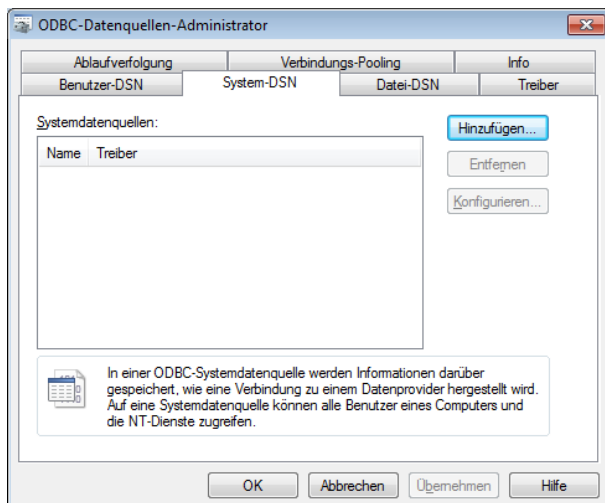 ODBC-Datenquellen-Administrator
Ablaufverfolgung Verbindungs-Pooling Info
Benutzer-DSN System-DSN Datei-DSN Treiber
Systemdatenquellen:
Hinzufügen...
Name Treiber
Entfernen
Konfigurieren...
In einer ODBC-Systemdatenquelle werden Informationen darüber
gespeichert, wie eine Verbindung zu einem Datenprovider hergestellt wird.
Auf eine Systemdatenquelle können alle Benutzer eines Computers und
die NT-Dienste zugreifen.
OK Abbrechen Übernehmen Hilfe